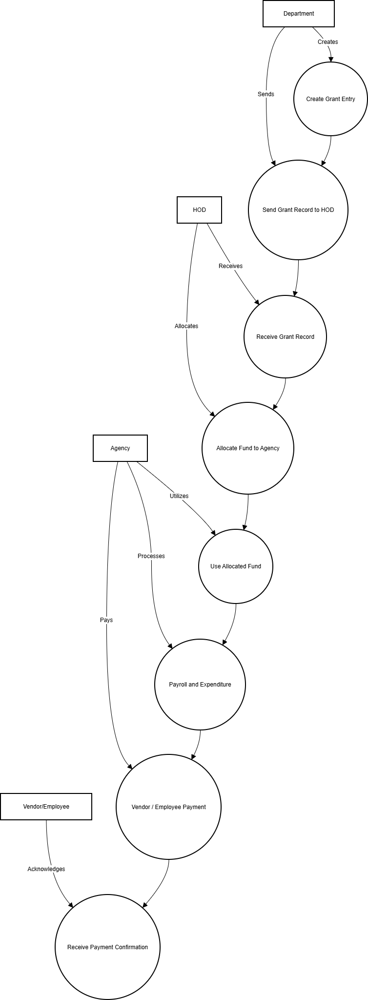 Department
Creates
Sends
Create Grant Entry
HOD
Send Grant Record to HOD
Receives
Allocates
Receive Grant Record
Agency
Allocate Fund to Agency
Utilizes
Processes
Use Allocated Fund
Pays
Payroll and Expenditure
Vendor/Employee
Vendor / Employee Payment
Acknowledges
Receive Payment Confirmation